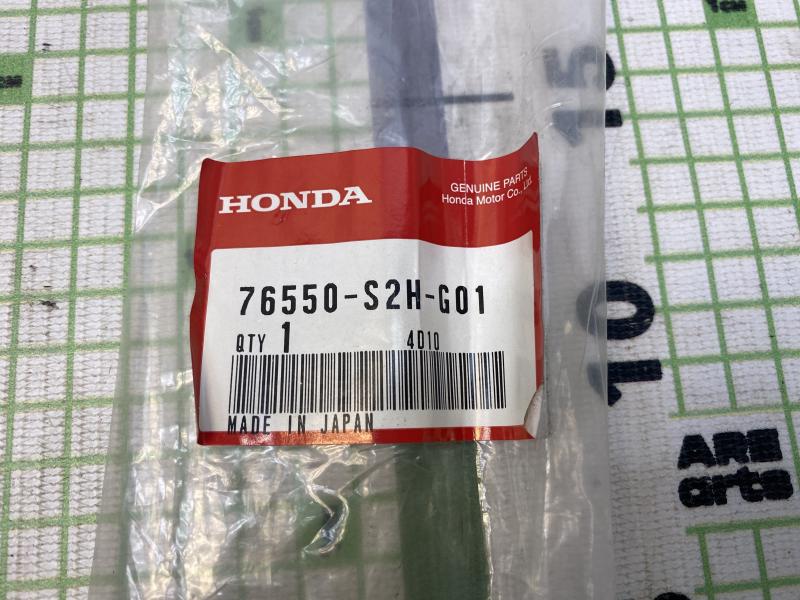 HONDA
GENUINE PARTS
Honda Motor Co., Ltd.
76550-S2H-G01
QTY 1 4D10
MADE IN JAPAN
15
10
ARE
arts